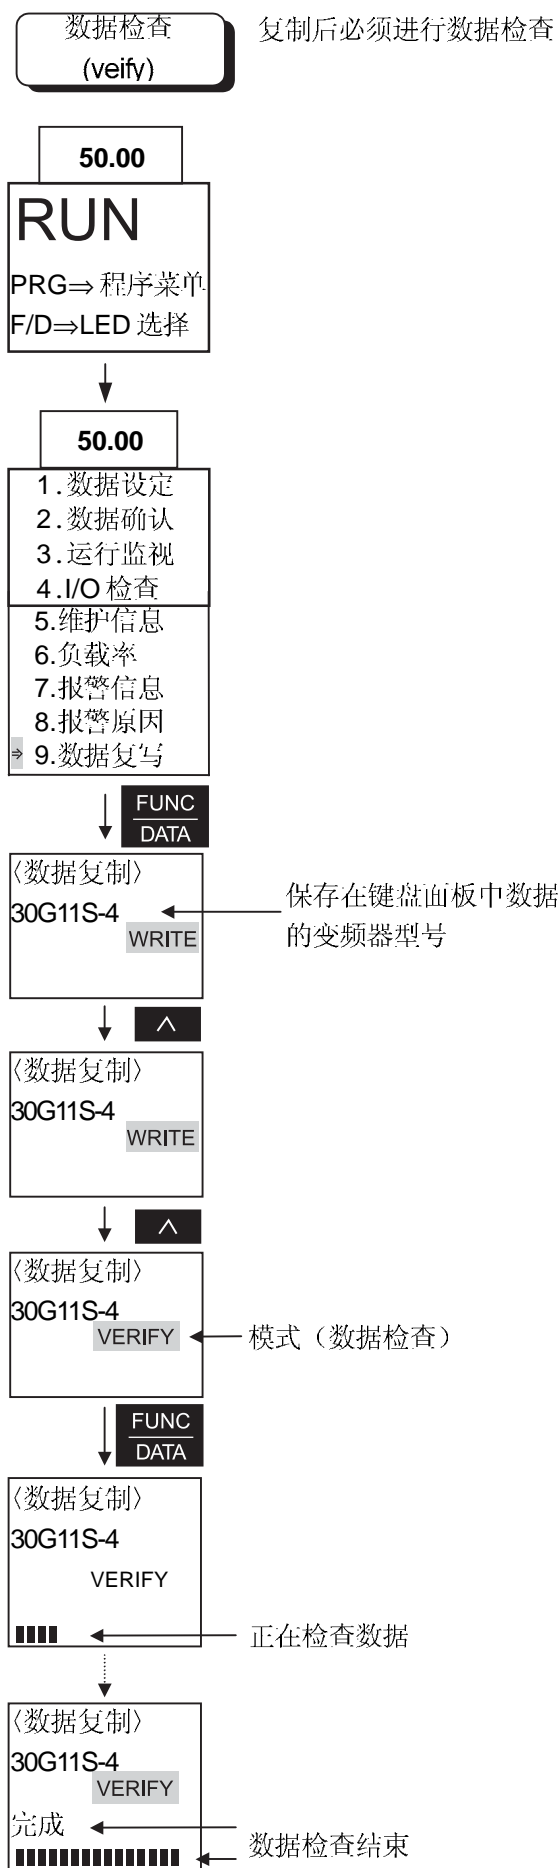 数据检查
(veify)
复制后必须进行数据检查
50.00
RUN
PRG⇒程序菜单
F/D⇒LED 选择
50.00
1.数据设定
2.数据确认
3.运行监视
4.I/O 检查
5.维护信息
6.负载率
7.报警信息
8.报警原因
⇒ 9.数据复写
FUNC
DATA
〈数据复制〉
30G11S-4
WRITE
保存在键盘面板中数据
的变频器型号
∧
〈数据复制〉
30G11S-4
WRITE
∧
〈数据复制〉
30G11S-4
VERIFY
模式（数据检查）
FUNC
DATA
〈数据复制〉
30G11S-4
VERIFY
正在检查数据
〈数据复制〉
30G11S-4
VERIFY
完成
数据检查结束